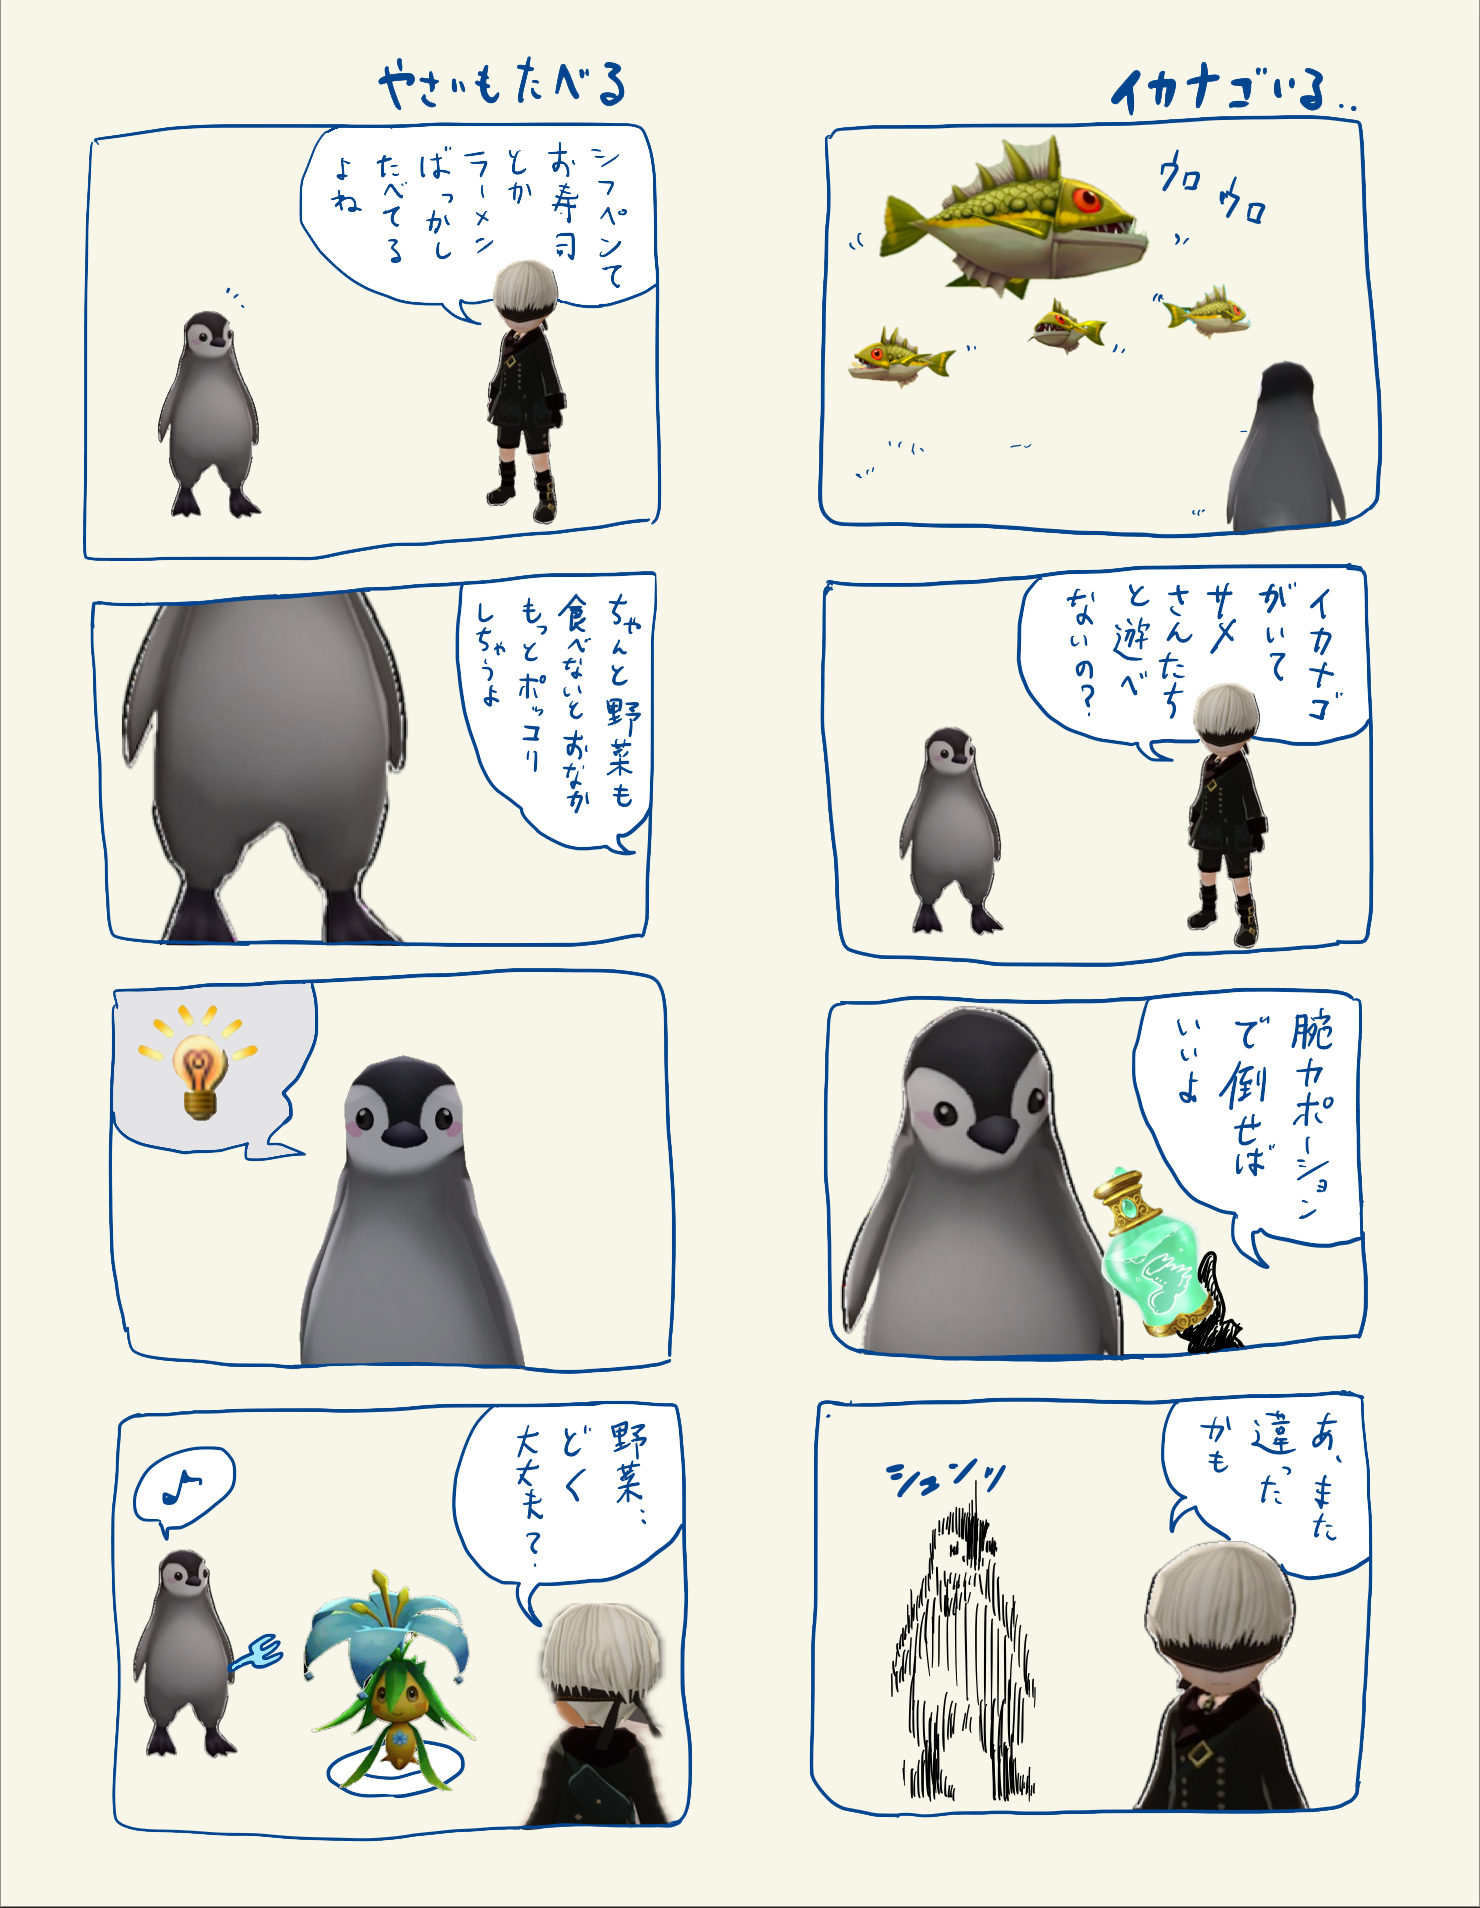 イカナゴいる..
ウロ
ウロ
イカナゴ
がいて
サメ
さんたち
と遊べ
ないの?
腕力ポーション
で倒せば
いいよ
あ、また
違った
かも
シュンッ
やさいもたべる
シフペンて
お寿司
とか
ラーメン
ばっかし
たべてる
よね
ちゃんと野菜も
食べないとおなか
もっとポッコリ
しちゃうよ
野菜…
どく
大丈夫?